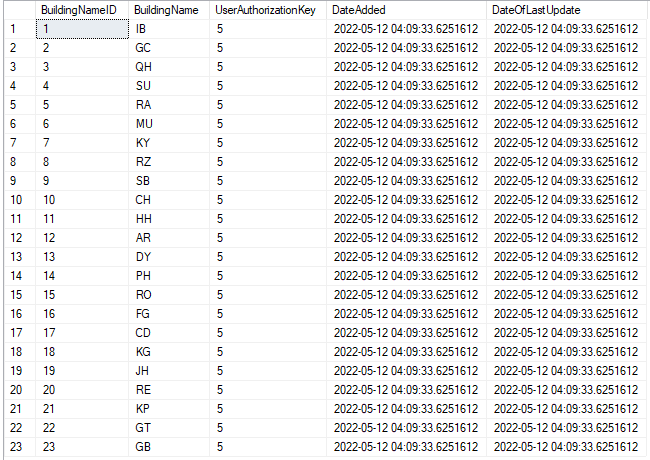 BuildingNameID BuildingName UserAuthorizationKey DateAdded DateOfLastUpdate
1 1 IB 5 2022-05-12 04:09:33.6251612 2022-05-12 04:09:33.6251612
2 2 GC 5 2022-05-12 04:09:33.6251612 2022-05-12 04:09:33.6251612
3 3 QH 5 2022-05-12 04:09:33.6251612 2022-05-12 04:09:33.6251612
4 4 SU 5 2022-05-12 04:09:33.6251612 2022-05-12 04:09:33.6251612
5 5 RA 5 2022-05-12 04:09:33.6251612 2022-05-12 04:09:33.6251612
6 6 MU 5 2022-05-12 04:09:33.6251612 2022-05-12 04:09:33.6251612
7 7 KY 5 2022-05-12 04:09:33.6251612 2022-05-12 04:09:33.6251612
8 8 RZ 5 2022-05-12 04:09:33.6251612 2022-05-12 04:09:33.6251612
9 9 SB 5 2022-05-12 04:09:33.6251612 2022-05-12 04:09:33.6251612
10 10 CH 5 2022-05-12 04:09:33.6251612 2022-05-12 04:09:33.6251612
11 11 HH 5 2022-05-12 04:09:33.6251612 2022-05-12 04:09:33.6251612
12 12 AR 5 2022-05-12 04:09:33.6251612 2022-05-12 04:09:33.6251612
13 13 DY 5 2022-05-12 04:09:33.6251612 2022-05-12 04:09:33.6251612
14 14 PH 5 2022-05-12 04:09:33.6251612 2022-05-12 04:09:33.6251612
15 15 RO 5 2022-05-12 04:09:33.6251612 2022-05-12 04:09:33.6251612
16 16 FG 5 2022-05-12 04:09:33.6251612 2022-05-12 04:09:33.6251612
17 17 CD 5 2022-05-12 04:09:33.6251612 2022-05-12 04:09:33.6251612
18 18 KG 5 2022-05-12 04:09:33.6251612 2022-05-12 04:09:33.6251612
19 19 JH 5 2022-05-12 04:09:33.6251612 2022-05-12 04:09:33.6251612
20 20 RE 5 2022-05-12 04:09:33.6251612 2022-05-12 04:09:33.6251612
21 21 KP 5 2022-05-12 04:09:33.6251612 2022-05-12 04:09:33.6251612
22 22 GT 5 2022-05-12 04:09:33.6251612 2022-05-12 04:09:33.6251612
23 23 GB 5 2022-05-12 04:09:33.6251612 2022-05-12 04:09:33.6251612